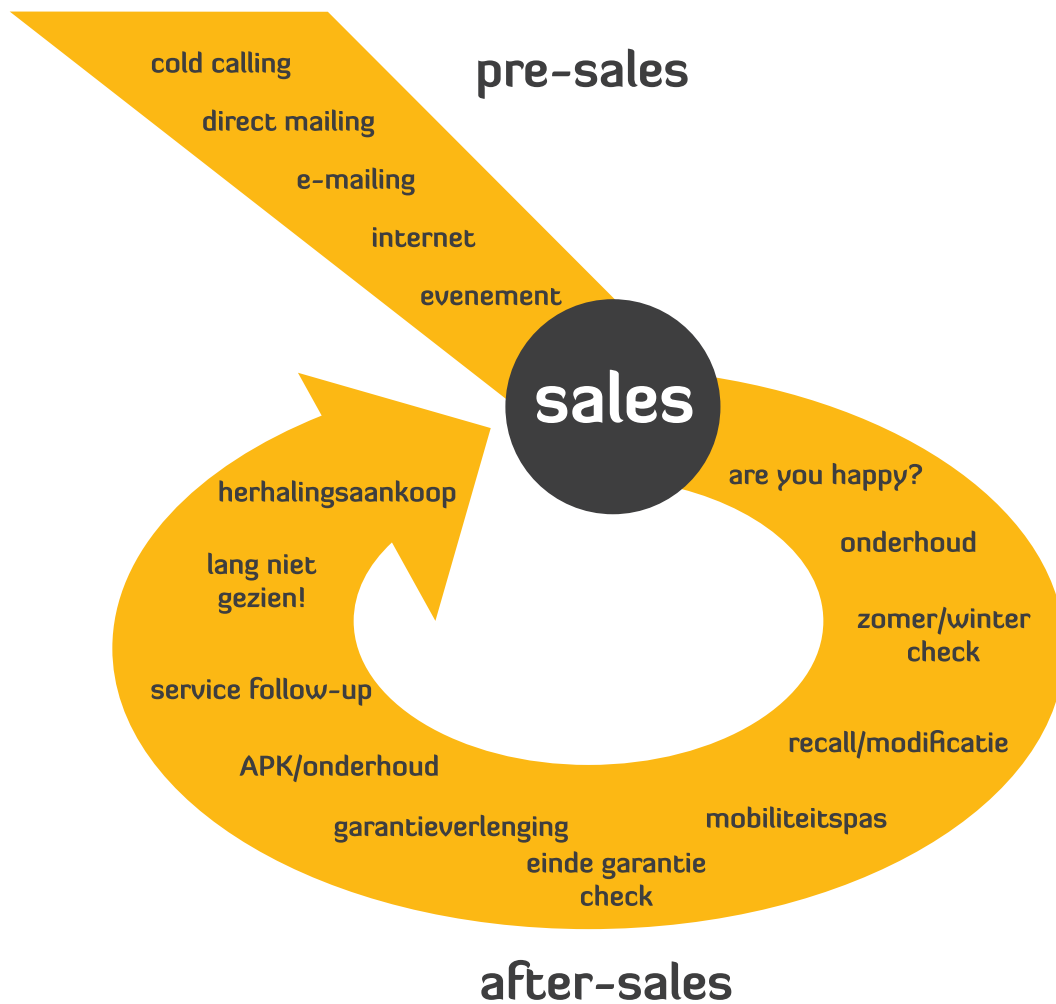 cold calling
pre-sales
direct mailing
e-mailing
internet
evenement
sales
are you happy?
onderhoud
zomer/winter
check
recall/modificatie
mobiliteitspas
einde garantie
check
garantieverlenging
APK/onderhoud
service follow-up
lang niet
gezien!
herhalingsaankoop
after-sales